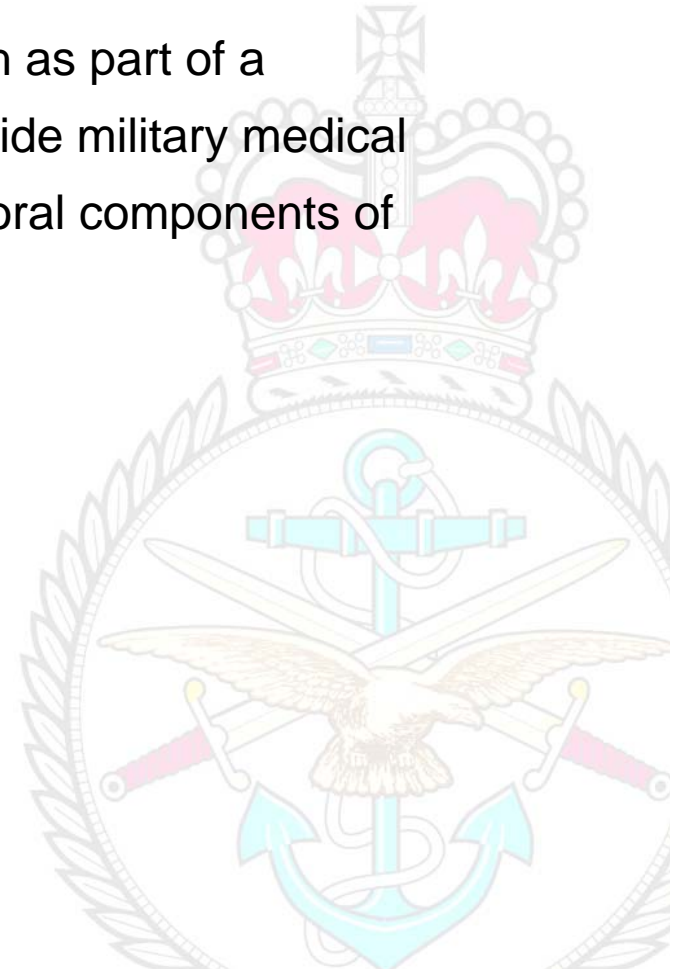 n as part of a
ide military medical
oral components of